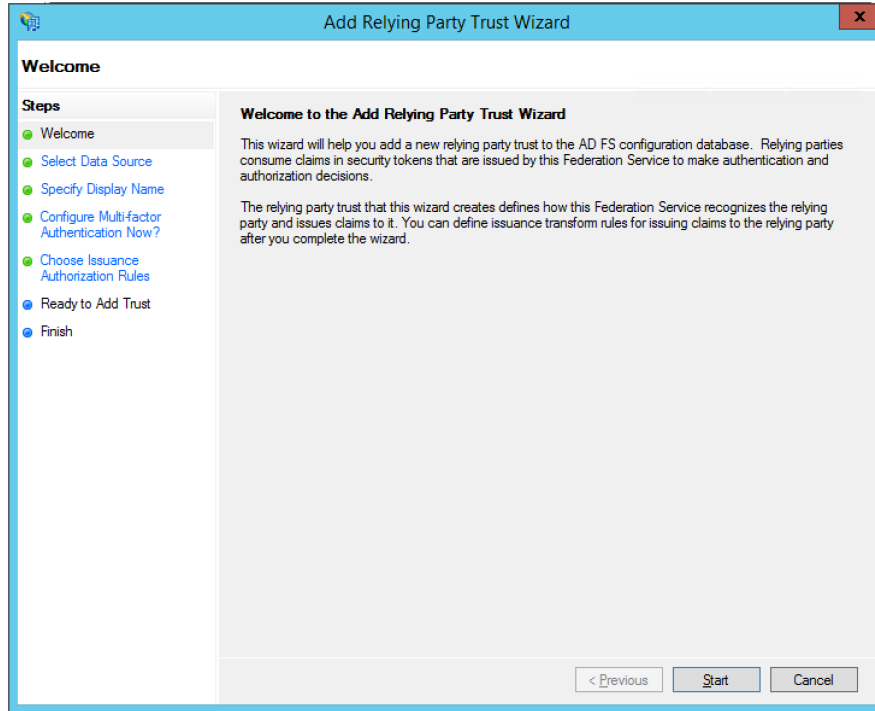 Add Relying Party Trust Wizard
x
Welcome
Steps
Welcome
Select Data Source
Specify Display Name
Configure Multi-factor
Authentication Now?
Choose Issuance
Authorization Rules
Ready to Add Trust
Finish
Welcome to the Add Relying Party Trust Wizard
This wizard will help you add a new relying party trust to the AD FS configuration database.  Relying parties
consume claims in security tokens that are issued by this Federation Service to make authentication and
authorization decisions.
The relying party trust that this wizard creates defines how this Federation Service recognizes the relying
party and issues claims to it. You can define issuance transform rules for issuing claims to the relying party
after you complete the wizard.
< Previous
Start
Cancel